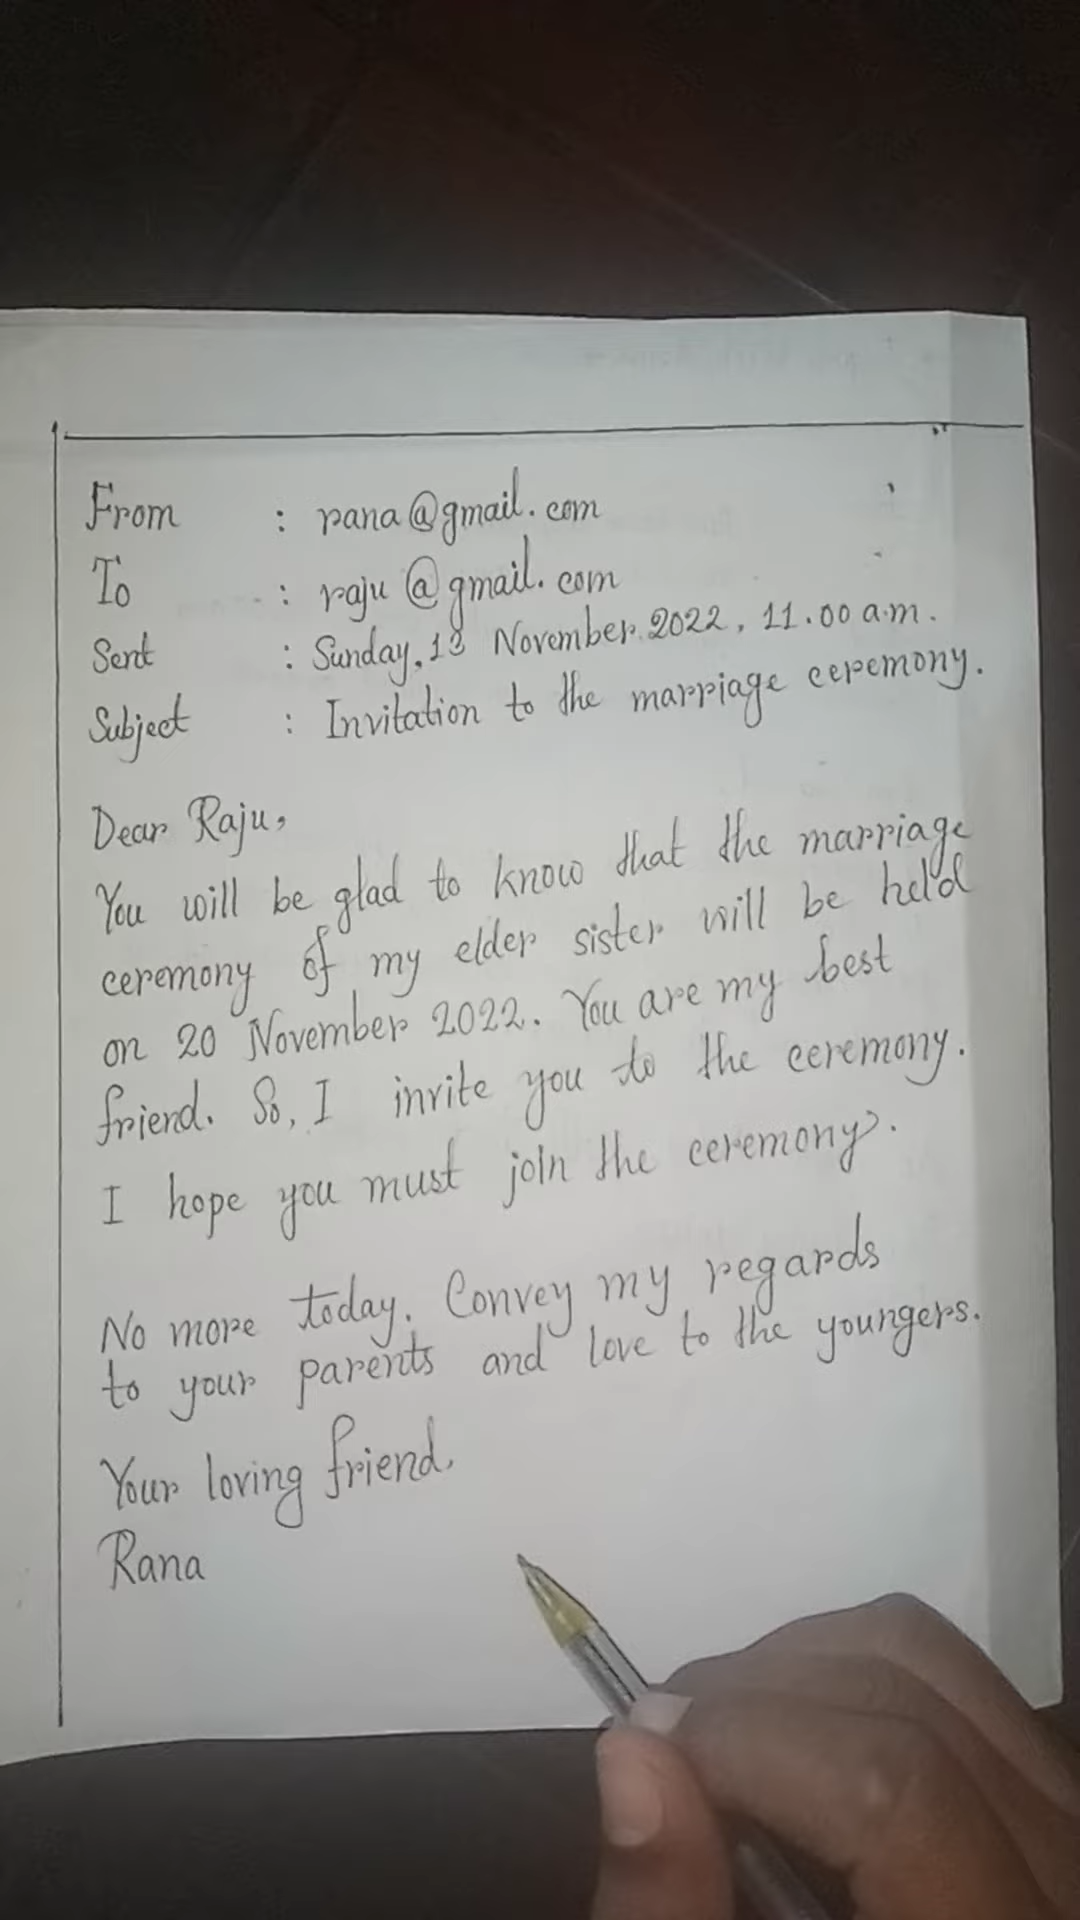 From : rana@gmail.com
To : raju@gmail.com
Sent : Sunday, 13 November 2022, 11.00 a.m.
Subject : Invitation to the marriage ceremony.
Dear Raju,
You will be glad to know that the marriage
ceremony of my elder sister will be held
on 20 November 2022. You are my best
friend. So, I invite you to the ceremony.
I hope you must join the ceremony.
No more today. Convey my regards
to your parents and love to the youngers.
Your loving friend,
Rana